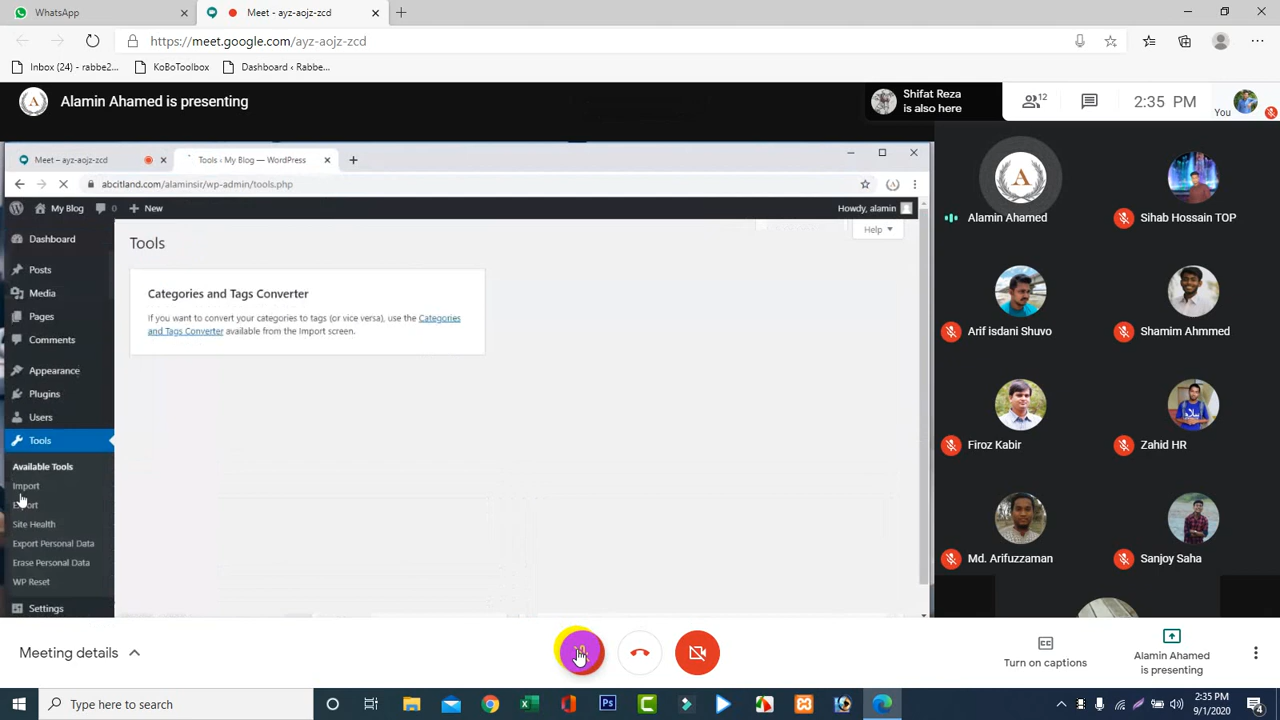 WhatsApp
Meet - ayz-aojz-zcd
https://meet.google.com/ayz-aojz-zcd
Inbox (24) - rabbe2...
KoBoToolbox
Dashboard ‹ Rabbe...
Alamin Ahamed is presenting
Shifat Reza
is also here
12
2:35 PM
You
Meet – ayz-aojz-zcd
Tools ‹ My Blog — WordPress
abcitland.com/alaminsir/wp-admin/tools.php
My Blog
0
New
Howdy, alamin
Dashboard
Posts
Media
Pages
Comments
Appearance
Plugins
Users
Tools
Available Tools
Import
Export
Site Health
Export Personal Data
Erase Personal Data
WP Reset
Settings
Tools
Help
Categories and Tags Converter
If you want to convert your categories to tags (or vice versa), use the Categories
and Tags Converter available from the Import screen.
A
Alamin Ahamed
Sihab Hossain TOP
Arif isdani Shuvo
Shamim Ahmmed
Firoz Kabir
Zahid HR
Md. Arifuzzaman
Sanjoy Saha
Meeting details
Turn on captions
Alamin Ahamed
is presenting
Type here to search
Ps
2:35 PM
9/1/2020
4